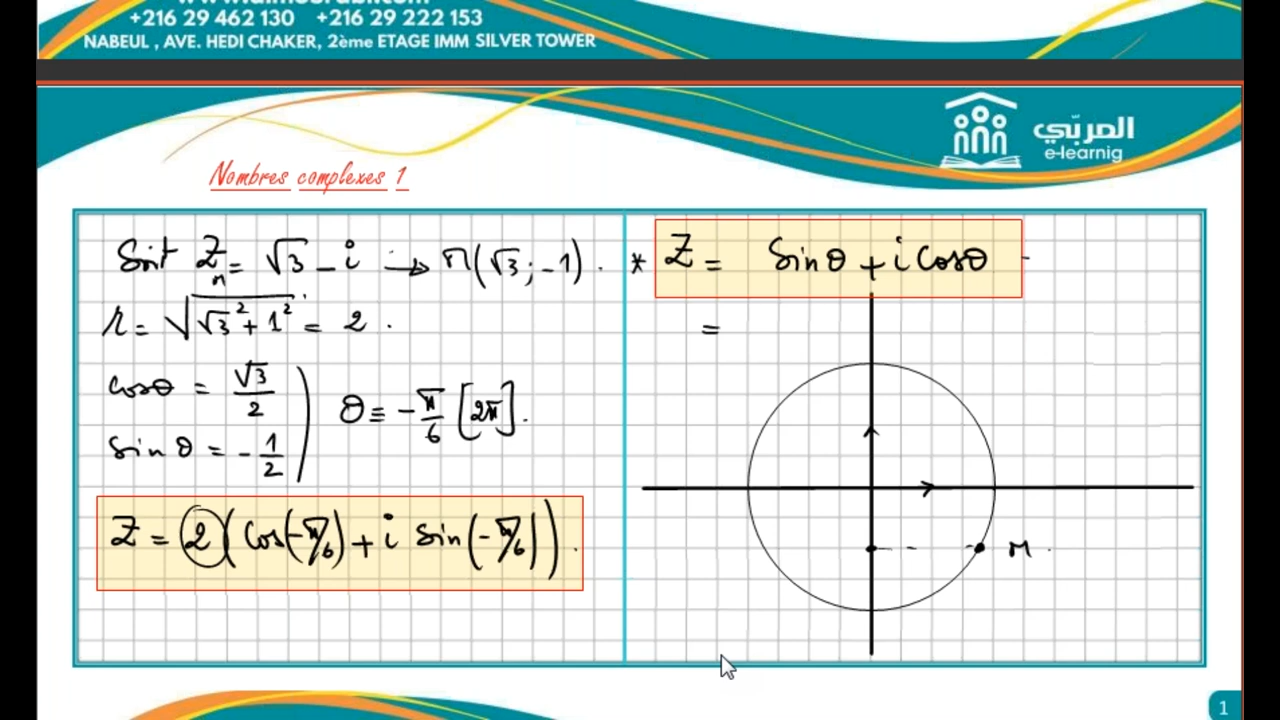 +216 29 462 130 +216 29 222 153
NABEUL , AVE. HEDI CHAKER, 2ème ETAGE IMM SILVER TOWER
المربّي
e-learnig
Nombres complexes 1
Soit Z_M = √3 - i → M(√3 ; -1) .
r = √(√3² + 1²) = 2 .
cosθ = √3/2
sinθ = -1/2
θ ≡ -π/6 [2π] .
Z = 2 (cos(-π/6) + i sin(-π/6)) .
* Z = Sinθ + i Cosθ
=
M
1